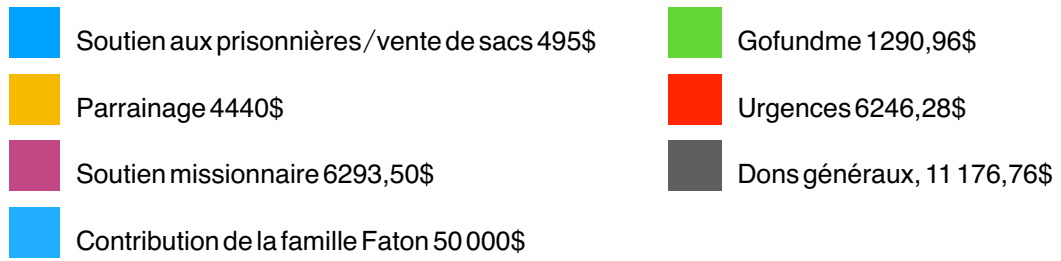 Soutien aux prisonnières/vente de sacs 495$
Parrainage 4440$
Soutien missionnaire 6293,50$
Contribution de la famille Faton 50 000$
Gofundme 1290,96$
Urgences 6246,28$
Dons généraux, 11 176,76$